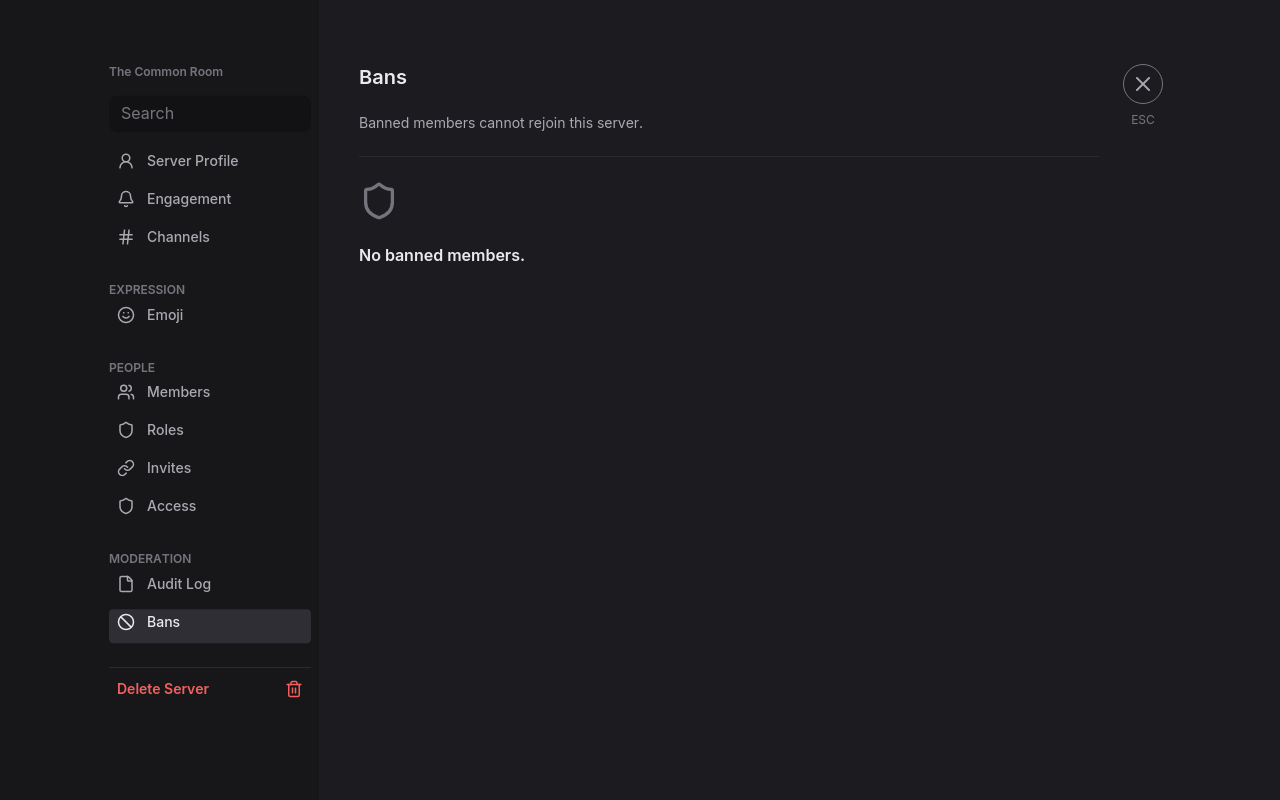 The Common Room
Search
Server Profile
Engagement
Channels
EXPRESSION
Emoji
PEOPLE
Members
Roles
Invites
Access
MODERATION
Audit Log
Bans
Delete Server
Bans
Banned members cannot rejoin this server.
No banned members.
ESC